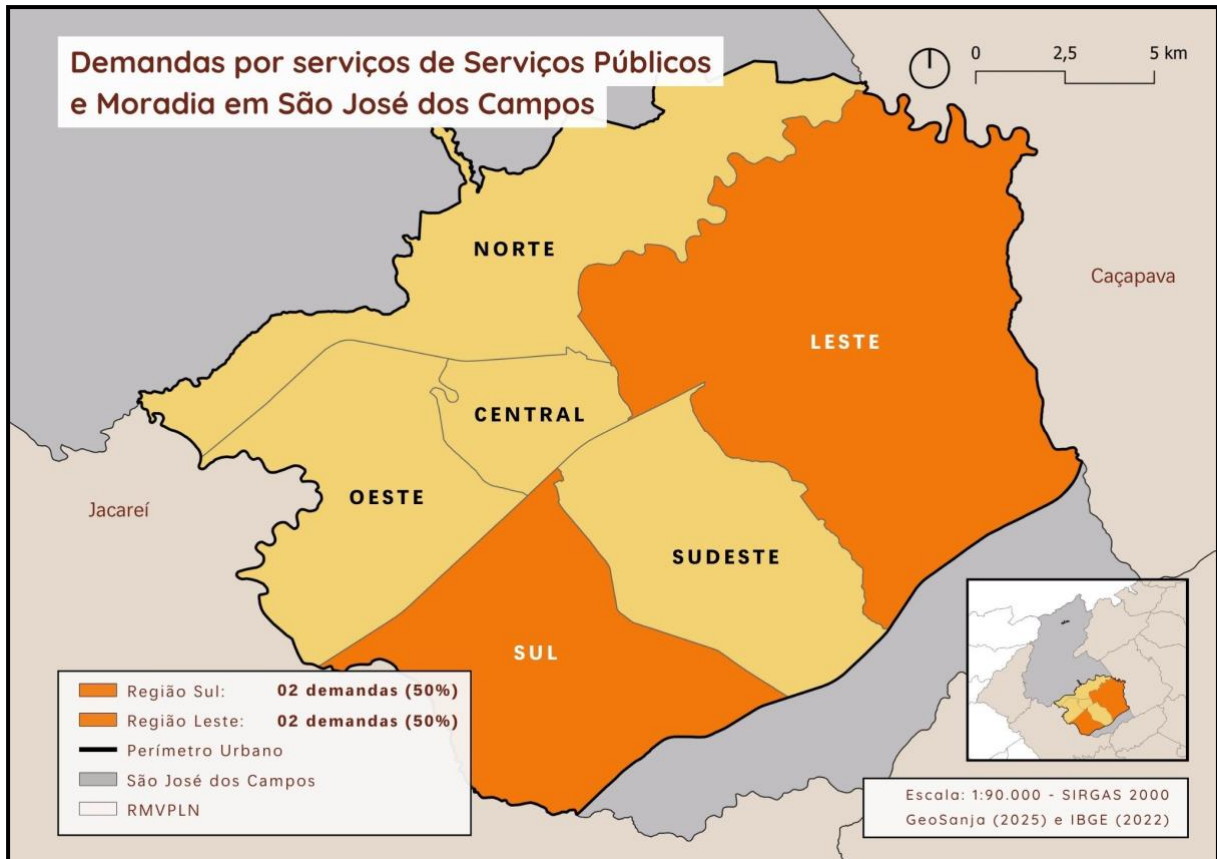 Demandas por serviços de Serviços Públicos
e Moradia em São José dos Campos
0 2,5 5 km
NORTE
Caçapava
LESTE
CENTRAL
OESTE
Jacareí
SUDESTE
SUL
Região Sul: 02 demandas (50%)
Região Leste: 02 demandas (50%)
Perímetro Urbano
São José dos Campos
RMVPLN
Escala: 1:90.000 - SIRGAS 2000
GeoSanja (2025) e IBGE (2022)